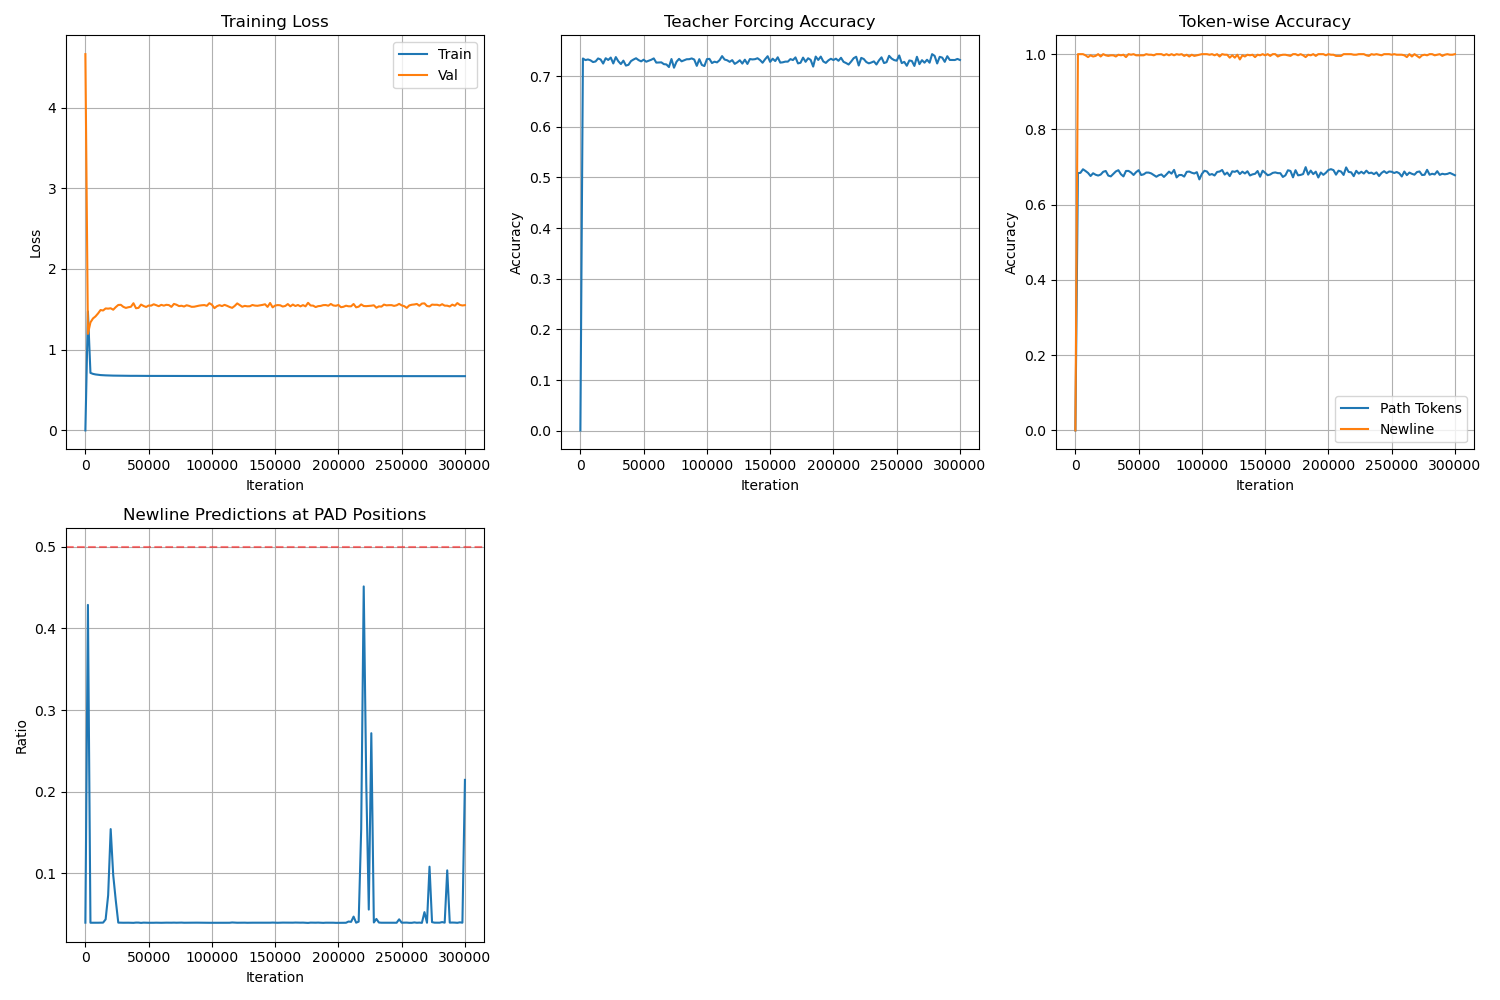 Training Loss
Loss
4
3
2
1
0
Train
Val
0 50000 100000 150000 200000 250000 300000
Iteration
Teacher Forcing Accuracy
Accuracy
0.7
0.6
0.5
0.4
0.3
0.2
0.1
0.0
0 50000 100000 150000 200000 250000 300000
Iteration
Token-wise Accuracy
Accuracy
1.0
0.8
0.6
0.4
0.2
0.0
Path Tokens
Newline
0 50000 100000 150000 200000 250000 300000
Iteration
Newline Predictions at PAD Positions
Ratio
0.5
0.4
0.3
0.2
0.1
0 50000 100000 150000 200000 250000 300000
Iteration